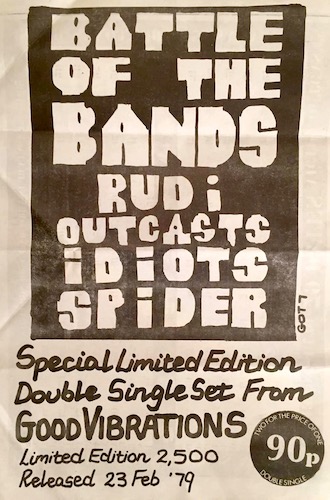 BATTLE
OF THE
BANDS
RUDi
OUTCASTS
iDiOTS
SPiDER
GOT 7
Special Limited Edition
Double Single Set From
GOOD VIBRATIONS
Limited Edition 2,500
Released 23 Feb '79
TWO FOR THE PRICE OF ONE
90p
DOUBLE SINGLE